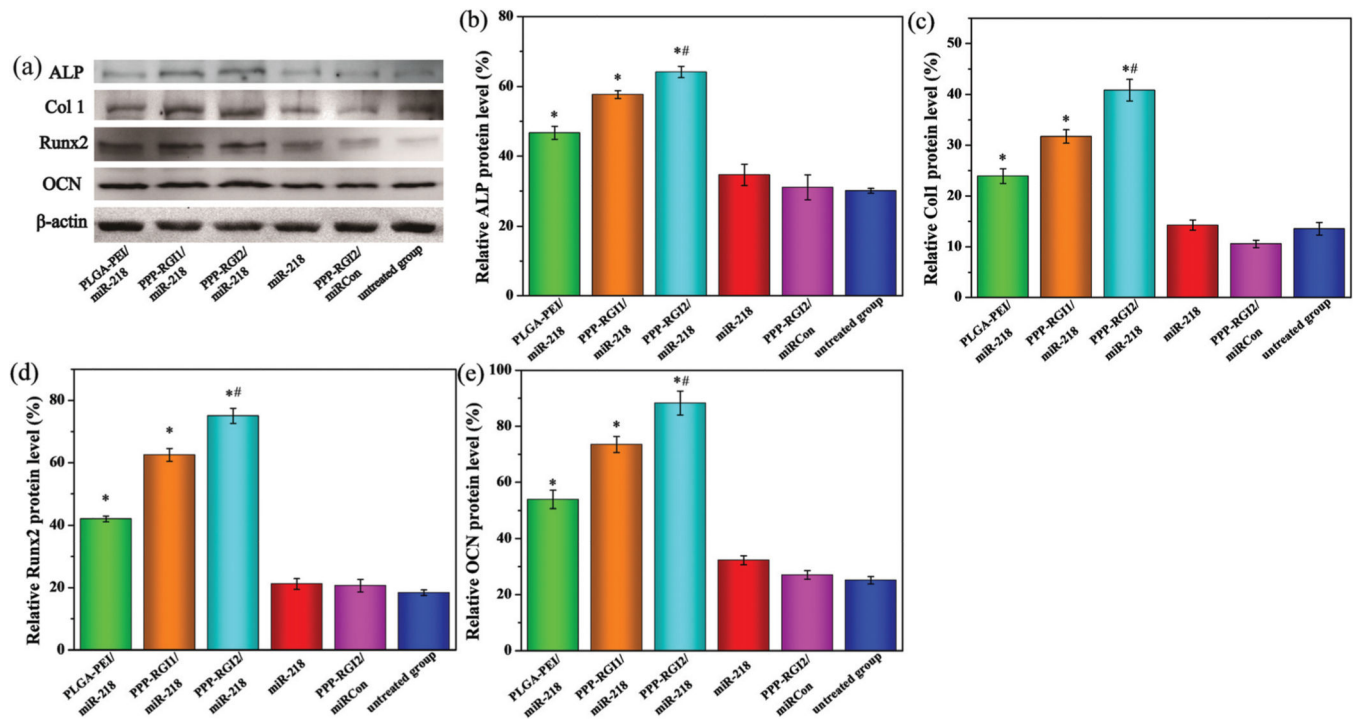 (a)
ALP
Col 1
Runx2
OCN
β-actin
PLGA-PEI/
miR-218
PPP-RGI1/
miR-218
PPP-RGI2/
miR-218
miR-218
PPP-RGI2/
miRCon
untreated group
(b)
Relative ALP protein level (%)
80
60
40
20
0
*
*
*#
PLGA-PEI/
miR-218
PPP-RGI1/
miR-218
PPP-RGI2/
miR-218
miR-218
PPP-RGI2/
miRCon
untreated group
(c)
Relative Col1 protein level (%)
50
40
30
20
10
0
*
*
*#
PLGA-PEI/
miR-218
PPP-RGI1/
miR-218
PPP-RGI2/
miR-218
miR-218
PPP-RGI2/
miRCon
untreated group
(d)
Relative Runx2 protein level (%)
80
60
40
20
0
*
*
*#
PLGA-PEI/
miR-218
PPP-RGI1/
miR-218
PPP-RGI2/
miR-218
miR-218
PPP-RGI2/
miRCon
untreated group
(e)
Relative OCN protein level (%)
100
80
60
40
20
0
*
*
*#
PLGA-PEI/
miR-218
PPP-RGI1/
miR-218
PPP-RGI2/
miR-218
miR-218
PPP-RGI2/
miRCon
untreated group